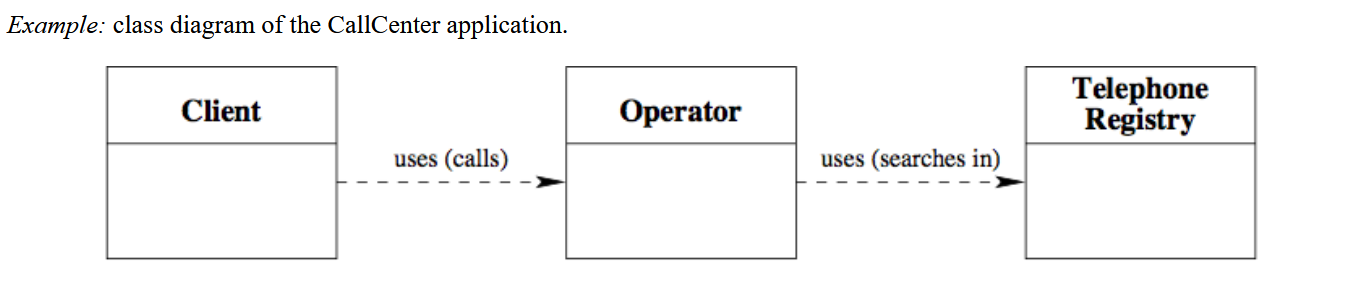 Example: class diagram of the CallCenter application.
Client
uses (calls)
Operator
uses (searches in)
Telephone
Registry